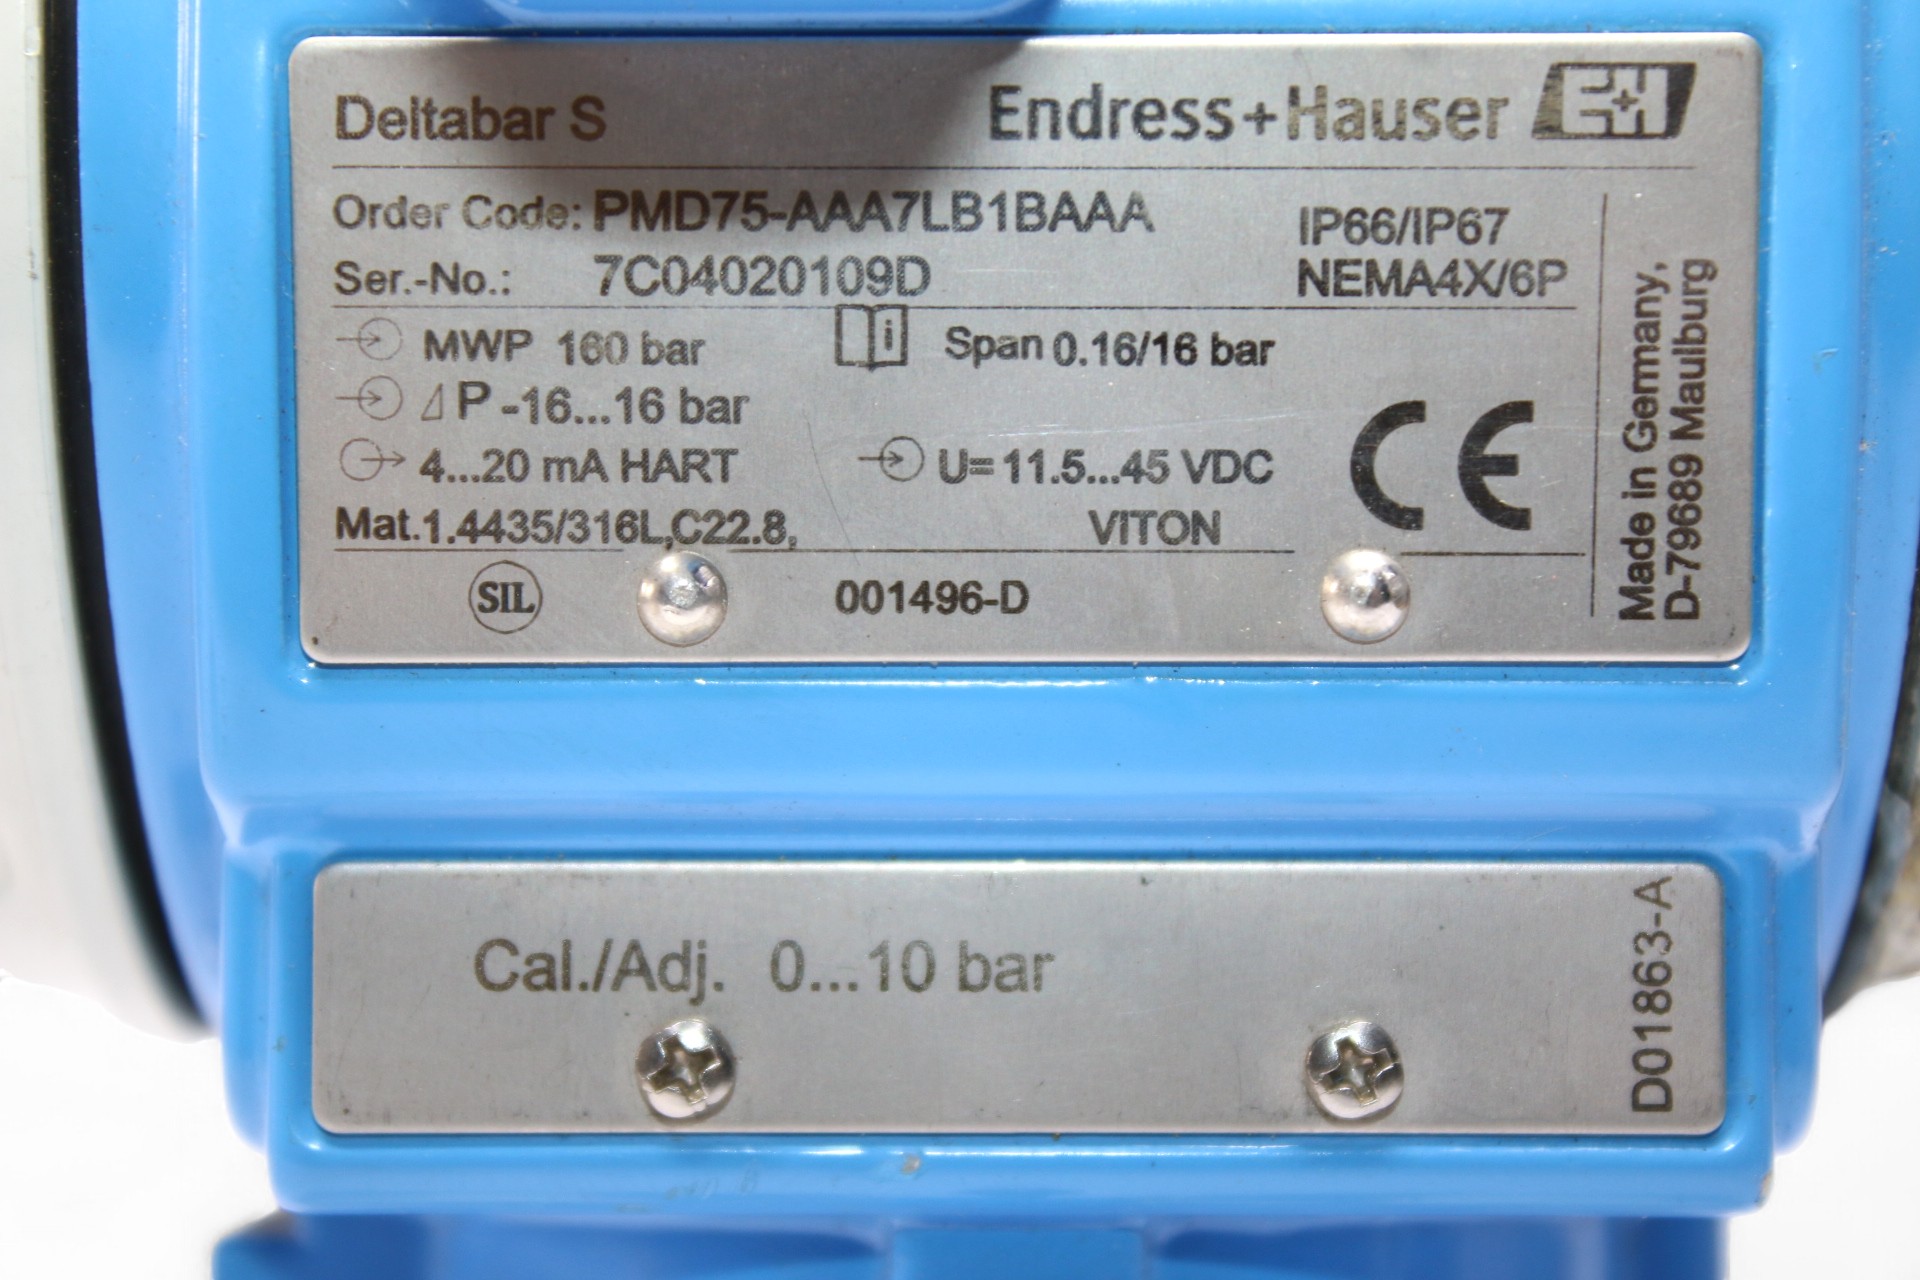 Deltabar S
Endress+Hauser
Order Code: PMD75-AAA7LB1BAAA
Ser.-No.: 7C04020109D
IP66/IP67
NEMA4X/6P
MWP 160 bar
i
Span 0.16/16 bar
⊿P -16...16 bar
4...20 mA HART
U= 11.5...45 VDC
CE
Mat.1.4435/316L,C22.8,
VITON
SIL
001496-D
Made in Germany,
D-79689 Maulburg
Cal./Adj. 0...10 bar
D01863-A